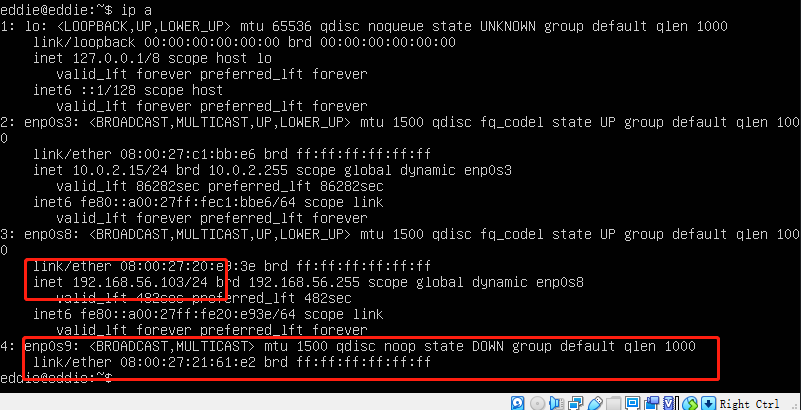 eddie@eddie:~$ ip a
1: lo: <LOOPBACK,UP,LOWER_UP> mtu 65536 qdisc noqueue state UNKNOWN group default qlen 1000
    link/loopback 00:00:00:00:00:00 brd 00:00:00:00:00:00
    inet 127.0.0.1/8 scope host lo
       valid_lft forever preferred_lft forever
    inet6 ::1/128 scope host
       valid_lft forever preferred_lft forever
2: enp0s3: <BROADCAST,MULTICAST,UP,LOWER_UP> mtu 1500 qdisc fq_codel state UP group default qlen 100
0
    link/ether 08:00:27:c1:bb:e6 brd ff:ff:ff:ff:ff:ff
    inet 10.0.2.15/24 brd 10.0.2.255 scope global dynamic enp0s3
       valid_lft 86282sec preferred_lft 86282sec
    inet6 fe80::a00:27ff:fec1:bbe6/64 scope link
       valid_lft forever preferred_lft forever
3: enp0s8: <BROADCAST,MULTICAST,UP,LOWER_UP> mtu 1500 qdisc fq_codel state UP group default qlen 100
0
    link/ether 08:00:27:20:e9:3e brd ff:ff:ff:ff:ff:ff
    inet 192.168.56.103/24 brd 192.168.56.255 scope global dynamic enp0s8
       valid_lft 482sec preferred_lft 482sec
    inet6 fe80::a00:27ff:fe20:e93e/64 scope link
       valid_lft forever preferred_lft forever
4: enp0s9: <BROADCAST,MULTICAST> mtu 1500 qdisc noop state DOWN group default qlen 1000
    link/ether 08:00:27:21:61:e2 brd ff:ff:ff:ff:ff:ff
eddie@eddie:~$
Right Ctrl